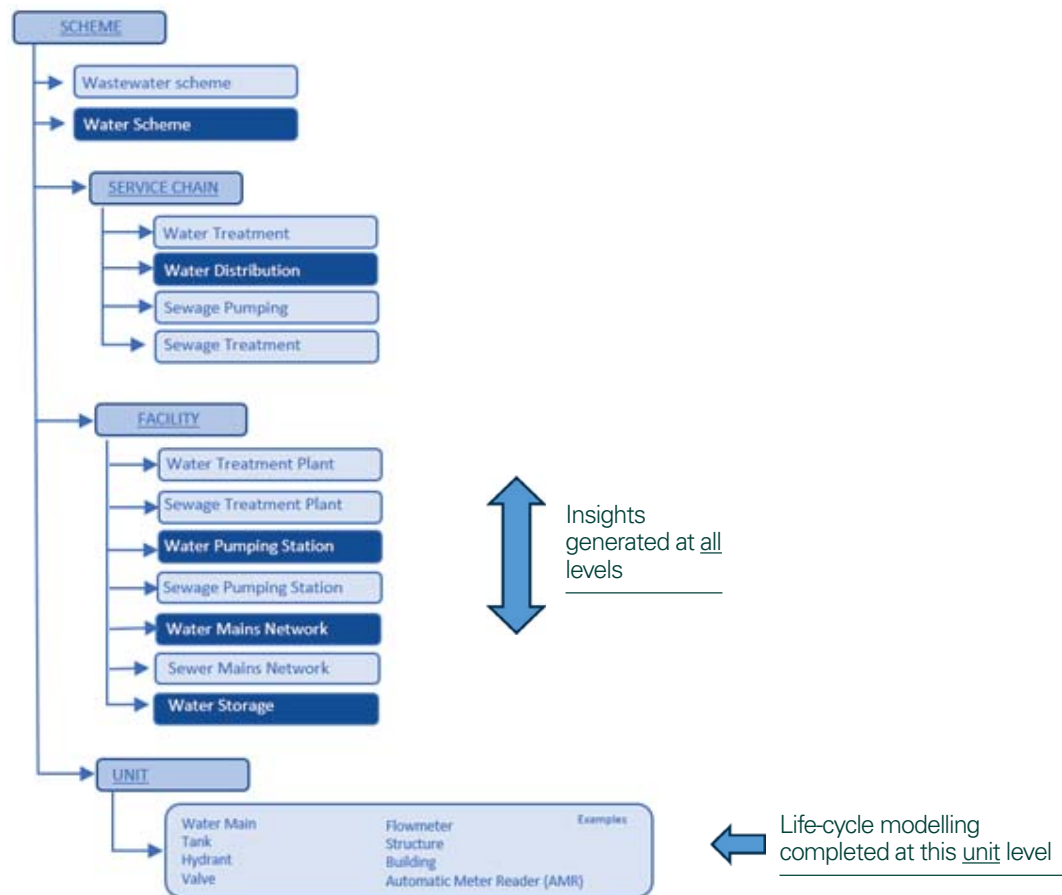 SCHEME
Wastewater scheme
Water Scheme
SERVICE CHAIN
Water Treatment
Water Distribution
Sewage Pumping
Sewage Treatment
FACILITY
Water Treatment Plant
Sewage Treatment Plant
Water Pumping Station
Sewage Pumping Station
Water Mains Network
Sewer Mains Network
Water Storage
Insights
generated at all
levels
UNIT
Examples
Water Main
Tank
Hydrant
Valve
Flowmeter
Structure
Building
Automatic Meter Reader (AMR)
Life-cycle modelling
completed at this unit level